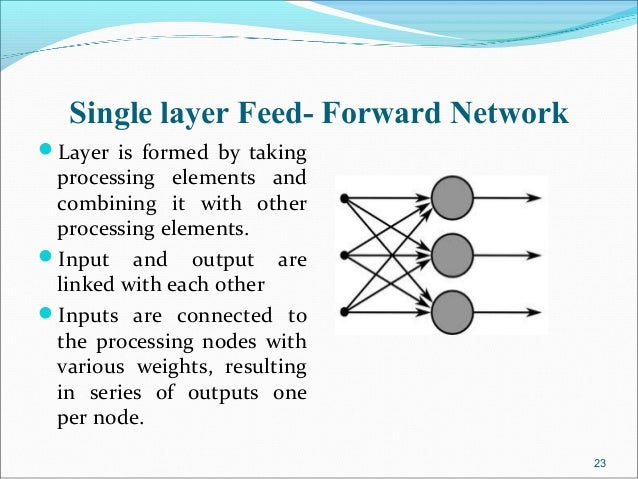 Single layer Feed- Forward Network
Layer is formed by taking
processing elements and
combining it with other
processing elements.
Input and output are
linked with each other
Inputs are connected to
the processing nodes with
various weights, resulting
in series of outputs one
per node.
23